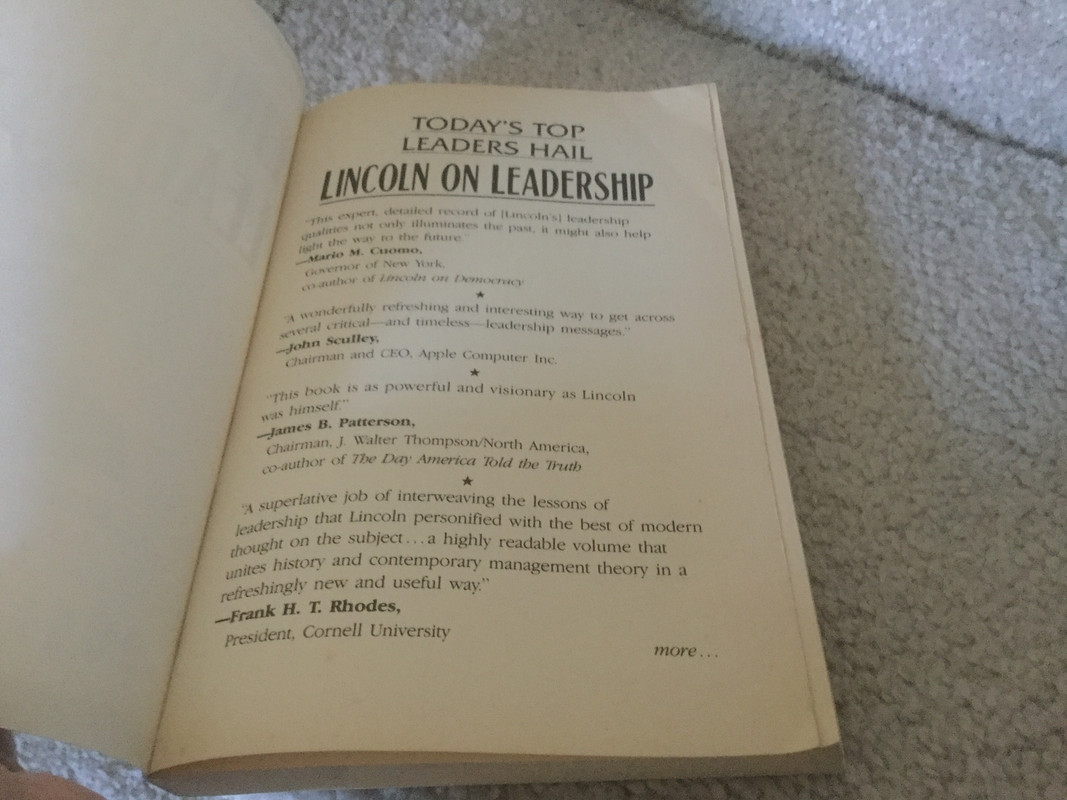 TODAY'S TOP
LEADERS HAIL
LINCOLN ON LEADERSHIP
"This expert, detailed record of [Lincoln's] leadership
qualities not only illuminates the past, it might also help
light the way to the future."
—Mario M. Cuomo,
Governor of New York,
co-author of Lincoln on Democracy
★
"A wonderfully refreshing and interesting way to get across
several critical—and timeless—leadership messages."
—John Sculley,
Chairman and CEO, Apple Computer Inc.
★
"This book is as powerful and visionary as Lincoln
was himself."
—James B. Patterson,
Chairman, J. Walter Thompson/North America,
co-author of The Day America Told the Truth
★
"A superlative job of interweaving the lessons of
leadership that Lincoln personified with the best of modern
thought on the subject...a highly readable volume that
unites history and contemporary management theory in a
refreshingly new and useful way."
—Frank H. T. Rhodes,
President, Cornell University
more...